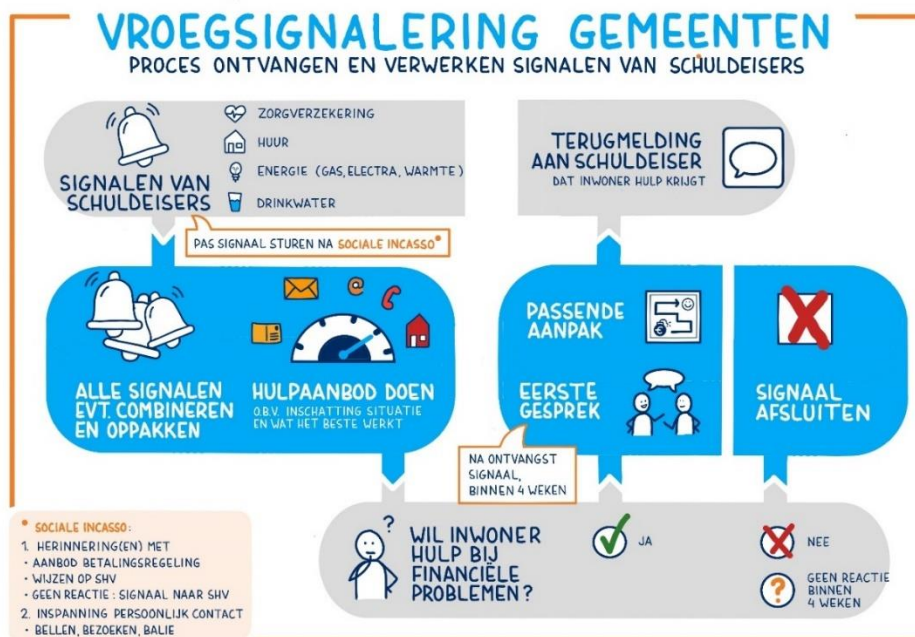 VROEGSIGNALERING GEMEENTEN
PROCES ONTVANGEN EN VERWERKEN SIGNALEN VAN SCHULDEISERS
SIGNALEN VAN
SCHULDEISERS
ZORGVERZEKERING
HUUR
ENERGIE (GAS, ELECTRA, WARMTE)
DRINKWATER
PAS SIGNAAL STUREN NA SOCIALE INCASSO*
TERUGMELDING
AAN SCHULDEISER
DAT INWONER HULP KRIJGT
ALLE SIGNALEN
EVT. COMBINEREN
EN OPPAKKEN
@
HULPAANBOD DOEN
O.B.V. INSCHATTING SITUATIE
EN WAT HET BESTE WERKT
PASSENDE
AANPAK
EERSTE
GESPREK
SIGNAAL
AFSLUITEN
NA ONTVANGST
SIGNAAL,
BINNEN 4 WEKEN
?
WIL INWONER
HULP BIJ
FINANCIËLE
PROBLEMEN?
JA
NEE
?
GEEN REACTIE
BINNEN
4 WEKEN
* SOCIALE INCASSO:
1. HERINNERING(EN) MET
· AANBOD BETALINGSREGELING
· WIJZEN OP SHV
· GEEN REACTIE: SIGNAAL NAAR SHV
2. INSPANNING PERSOONLIJK CONTACT
· BELLEN, BEZOEKEN, BALIE